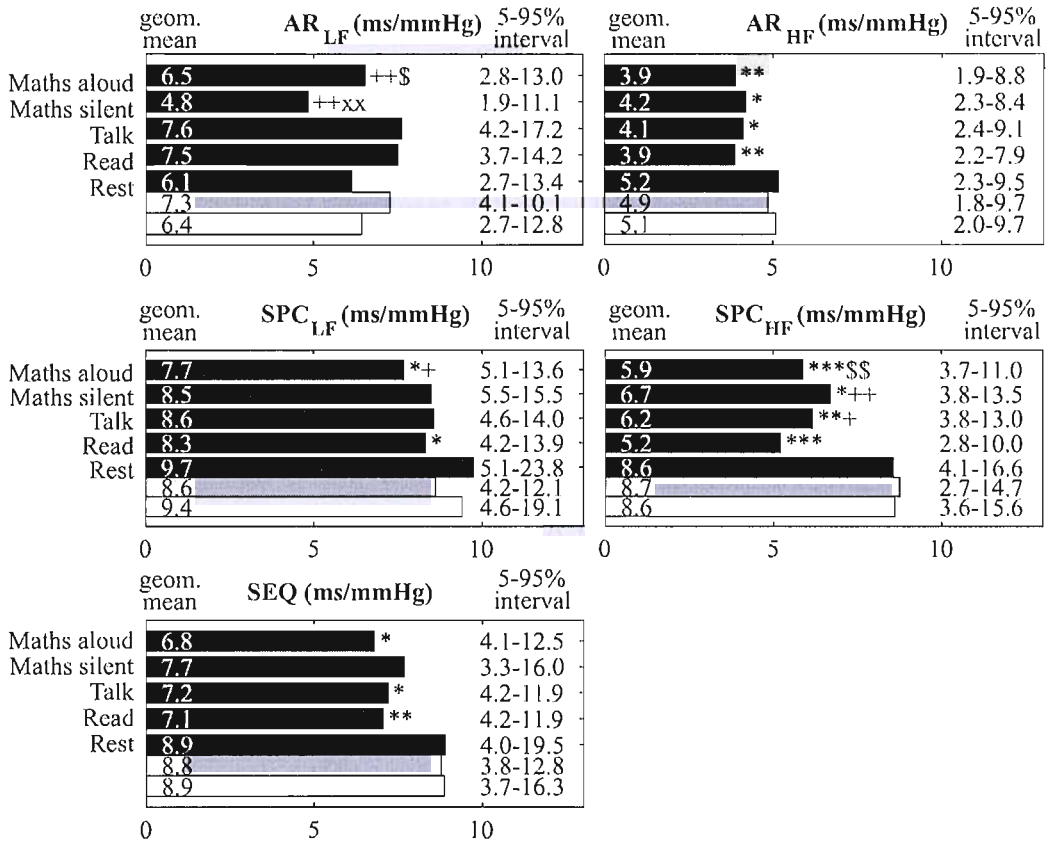 geom. mean AR LF (ms/mmHg) 5-95% interval
Maths aloud 6.5 ++$ 2.8-13.0
Maths silent 4.8 ++xx 1.9-11.1
Talk 7.6 4.2-17.2
Read 7.5 3.7-14.2
Rest 6.1 2.7-13.4
7.3 4.1-10.1
6.4 2.7-12.8
0 5 10
geom. mean AR HF (ms/mmHg) 5-95% interval
3.9 ** 1.9-8.8
4.2 * 2.3-8.4
4.1 * 2.4-9.1
3.9 ** 2.2-7.9
5.2 2.3-9.5
4.9 1.8-9.7
5.1 2.0-9.7
0 5 10
geom. mean SPC LF (ms/mmHg) 5-95% interval
Maths aloud 7.7 *+ 5.1-13.6
Maths silent 8.5 5.5-15.5
Talk 8.6 4.6-14.0
Read 8.3 * 4.2-13.9
Rest 9.7 5.1-23.8
8.6 4.2-12.1
9.4 4.6-19.1
0 5 10
geom. mean SPC HF (ms/mmHg) 5-95% interval
5.9 ***$$ 3.7-11.0
6.7 *++ 3.8-13.5
6.2 **+ 3.8-13.0
5.2 *** 2.8-10.0
8.6 4.1-16.6
8.7 2.7-14.7
8.6 3.6-15.6
0 5 10
geom. mean SEQ (ms/mmHg) 5-95% interval
Maths aloud 6.8 * 4.1-12.5
Maths silent 7.7 3.3-16.0
Talk 7.2 * 4.2-11.9
Read 7.1 ** 4.2-11.9
Rest 8.9 4.0-19.5
8.8 3.8-12.8
8.9 3.7-16.3
0 5 10